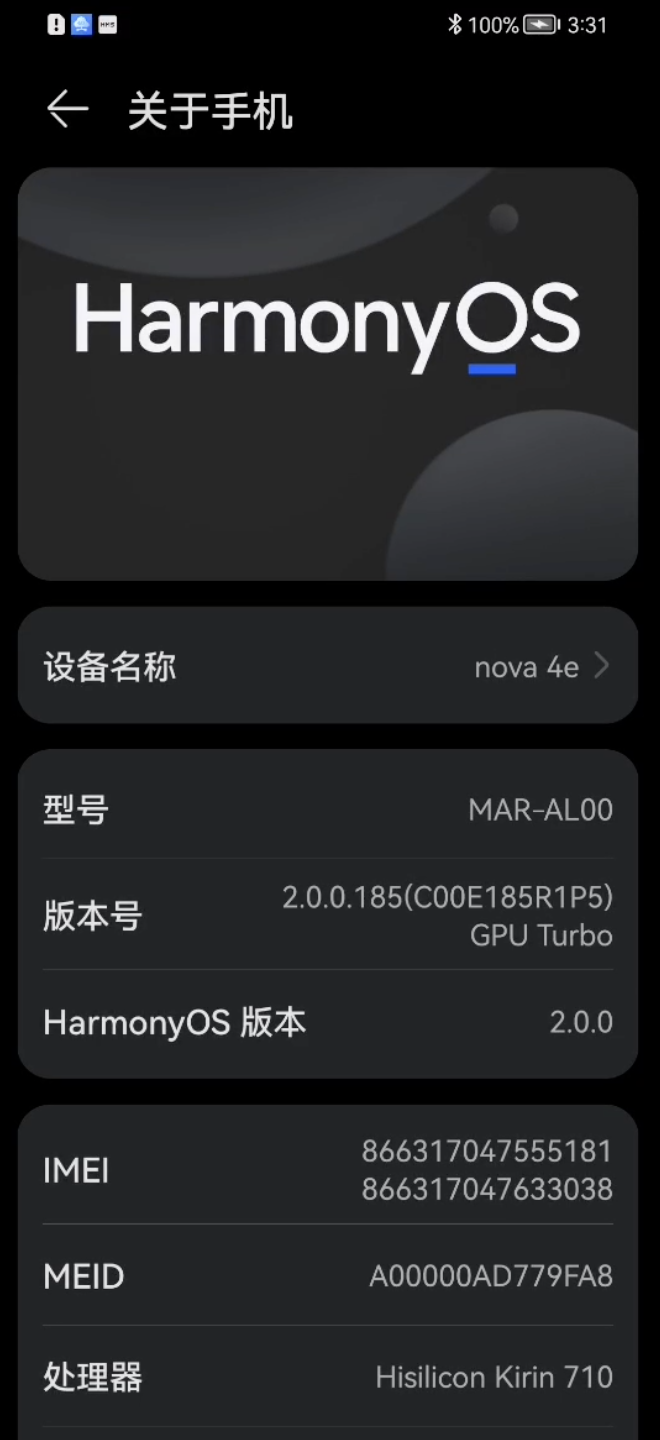 HMS 100% 3:31
关于手机
HarmonyOS
设备名称 nova 4e
型号 MAR-AL00
版本号 2.0.0.185(C00E185R1P5)
GPU Turbo
HarmonyOS 版本 2.0.0
IMEI 866317047555181
866317047633038
MEID A00000AD779FA8
处理器 Hisilicon Kirin 710